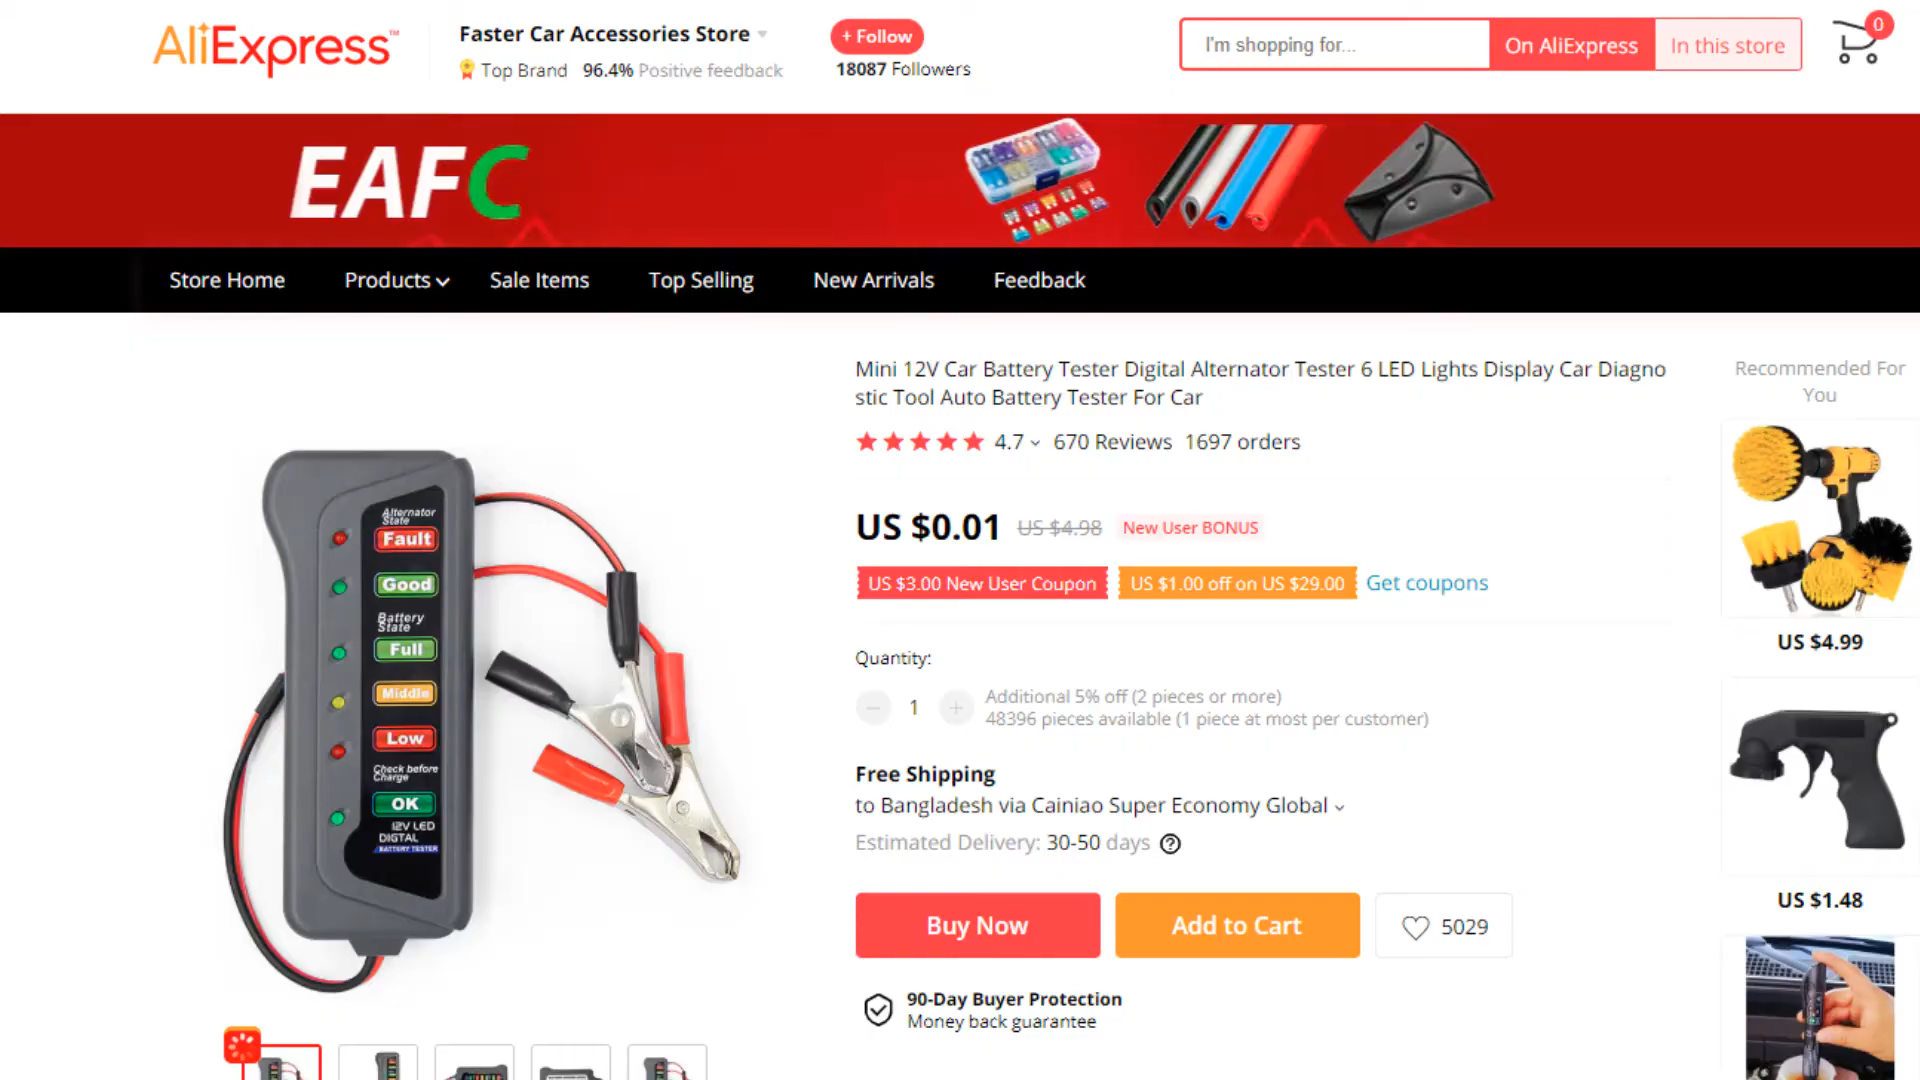 AliExpress™
Faster Car Accessories Store
Top Brand 96.4% Positive feedback
+ Follow
18087 Followers
I'm shopping for...
On AliExpress
In this store
0
EAFC
Store Home
Products
Sale Items
Top Selling
New Arrivals
Feedback
Mini 12V Car Battery Tester Digital Alternator Tester 6 LED Lights Display Car Diagno
stic Tool Auto Battery Tester For Car
4.7
670 Reviews
1697 orders
US $0.01
US $4.98
New User BONUS
US $3.00 New User Coupon
US $1.00 off on US $29.00
Get coupons
Quantity:
1
Additional 5% off (2 pieces or more)
48396 pieces available (1 piece at most per customer)
Free Shipping
to Bangladesh via Cainiao Super Economy Global
Estimated Delivery: 30-50 days
Buy Now
Add to Cart
5029
90-Day Buyer Protection
Money back guarantee
Alternator
State
Fault
Good
Battery
State
Full
Middle
Low
Check before
Charge
OK
12V LED
DIGTAL
BATTERY TESTER
Recommended For
You
US $4.99
US $1.48